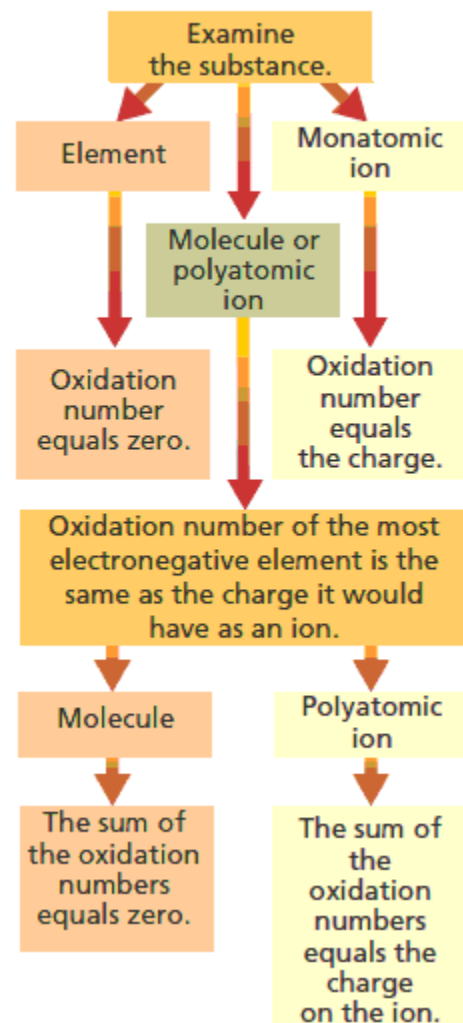 Examine
the substance.
Element
Monatomic
ion
Molecule or
polyatomic
ion
Oxidation
number
equals zero.
Oxidation
number
equals
the charge.
Oxidation number of the most
electronegative element is the
same as the charge it would
have as an ion.
Molecule
Polyatomic
ion
The sum of
the oxidation
numbers
equals zero.
The sum of
the
oxidation
numbers
equals the
charge
on the ion.